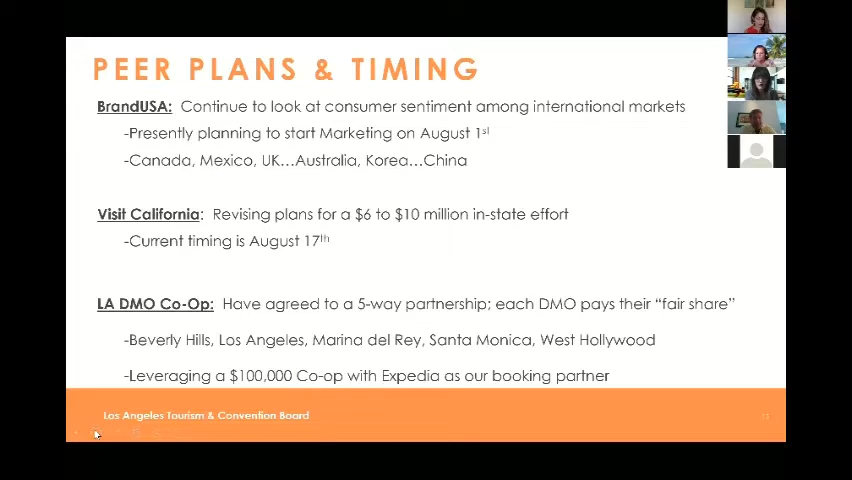 PEER PLANS & TIMING
BrandUSA: Continue to look at consumer sentiment among international markets
-Presently planning to start Marketing on August 1st
-Canada, Mexico, UK…Australia, Korea…China
Visit California: Revising plans for a $6 to $10 million in-state effort
-Current timing is August 17th
LA DMO Co-Op: Have agreed to a 5-way partnership; each DMO pays their “fair share”
-Beverly Hills, Los Angeles, Marina del Rey, Santa Monica, West Hollywood
-Leveraging a $100,000 Co-op with Expedia as our booking partner
Los Angeles Tourism & Convention Board